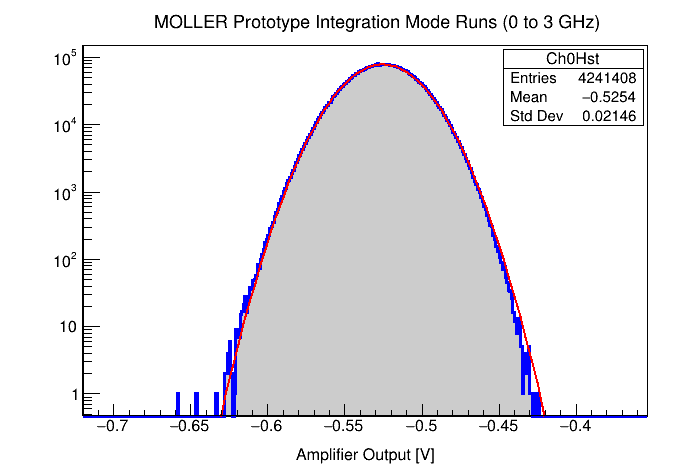 MOLLER Prototype Integration Mode Runs (0 to 3 GHz)
Ch0Hst
Entries 4241408
Mean −0.5254
Std Dev 0.02146
10^5
10^4
10^3
10^2
10
1
−0.7 −0.65 −0.6 −0.55 −0.5 −0.45 −0.4
Amplifier Output [V]